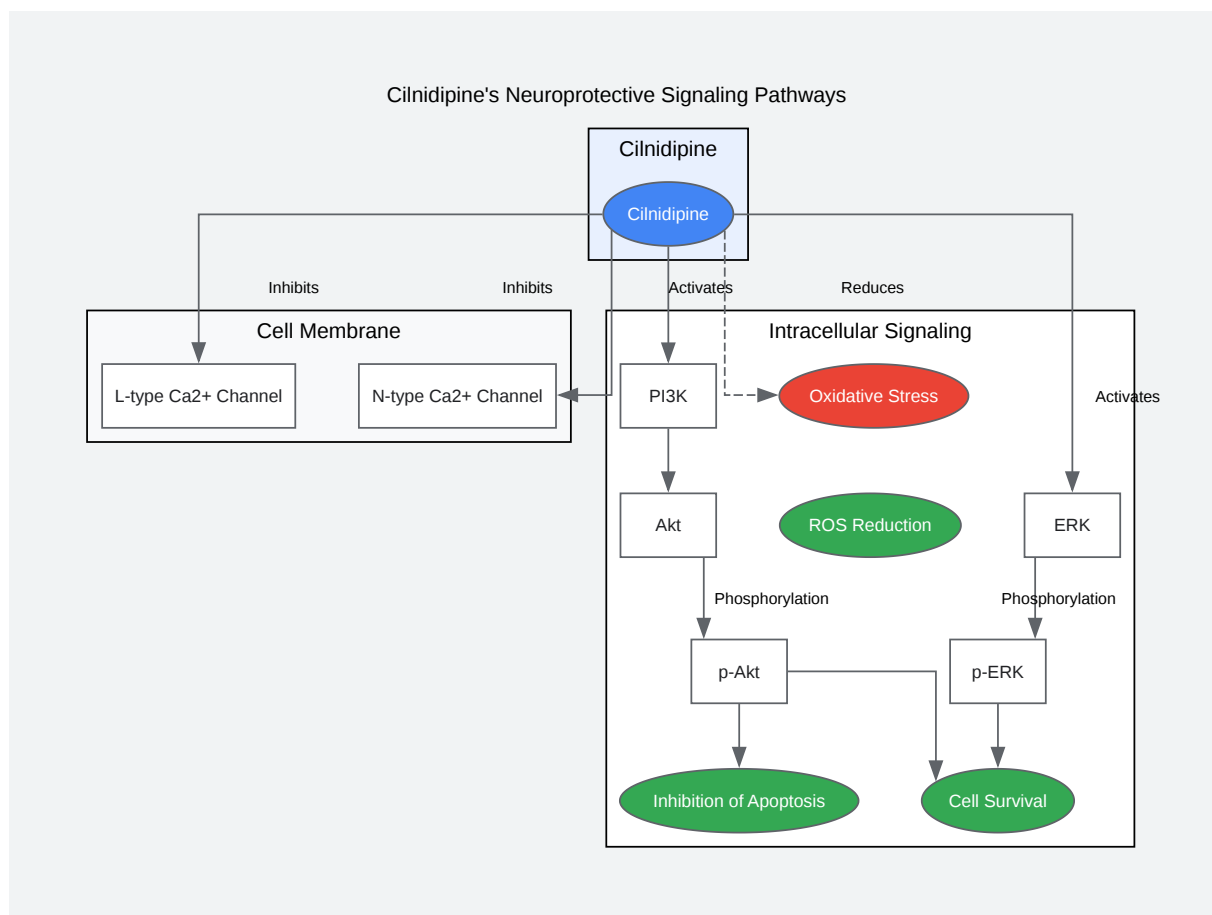 Cilnidipine's Neuroprotective Signaling Pathways
Cilnidipine
Cilnidipine
Inhibits
Inhibits
Activates
Reduces
Cell Membrane
Intracellular Signaling
L-type Ca2+ Channel
N-type Ca2+ Channel
PI3K
Oxidative Stress
Activates
Akt
ROS Reduction
ERK
Phosphorylation
Phosphorylation
p-Akt
p-ERK
Inhibition of Apoptosis
Cell Survival